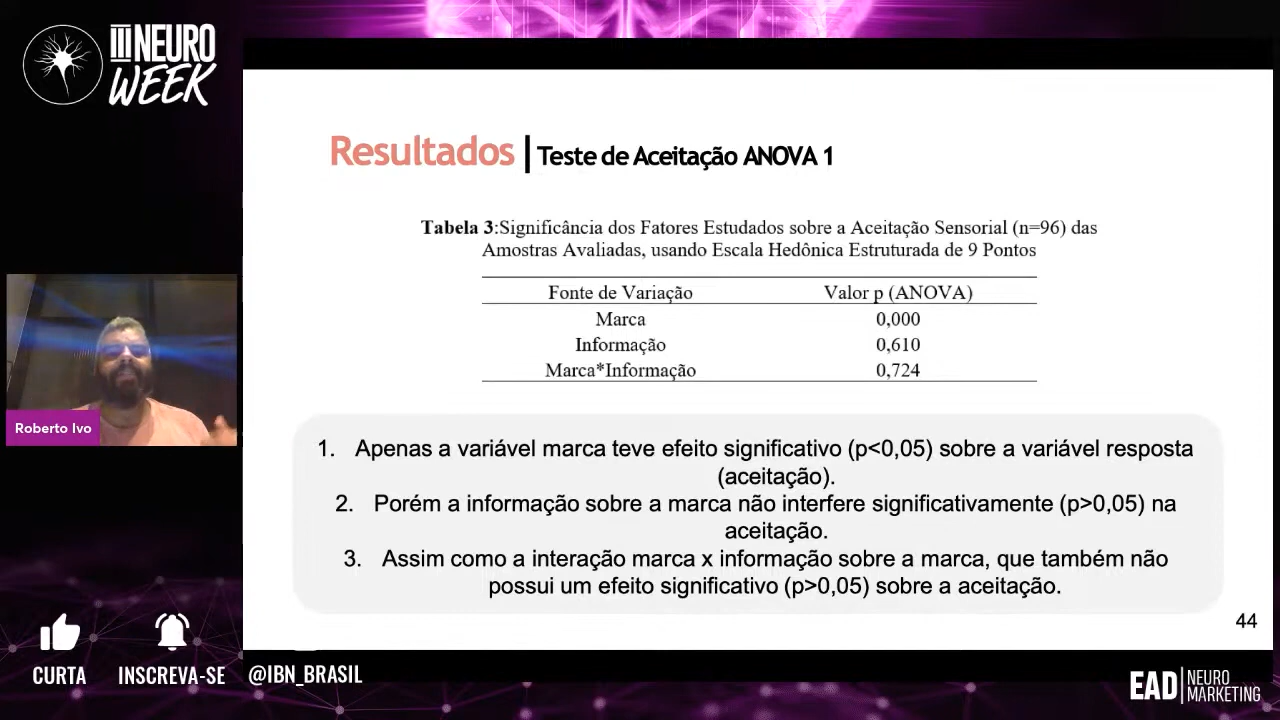 III NEURO
WEEK
Resultados | Teste de Aceitação ANOVA 1
Tabela 3:Significância dos Fatores Estudados sobre a Aceitação Sensorial (n=96) das
Amostras Avaliadas, usando Escala Hedônica Estruturada de 9 Pontos
Fonte de Variação Valor p (ANOVA)
Marca 0,000
Informação 0,610
Marca*Informação 0,724
Roberto Ivo
1. Apenas a variável marca teve efeito significativo (p<0,05) sobre a variável resposta
(aceitação).
2. Porém a informação sobre a marca não interfere significativamente (p>0,05) na
aceitação.
3. Assim como a interação marca x informação sobre a marca, que também não
possui um efeito significativo (p>0,05) sobre a aceitação.
44
CURTA
INSCREVA-SE
@IBN_BRASIL
EAD NEURO
MARKETING